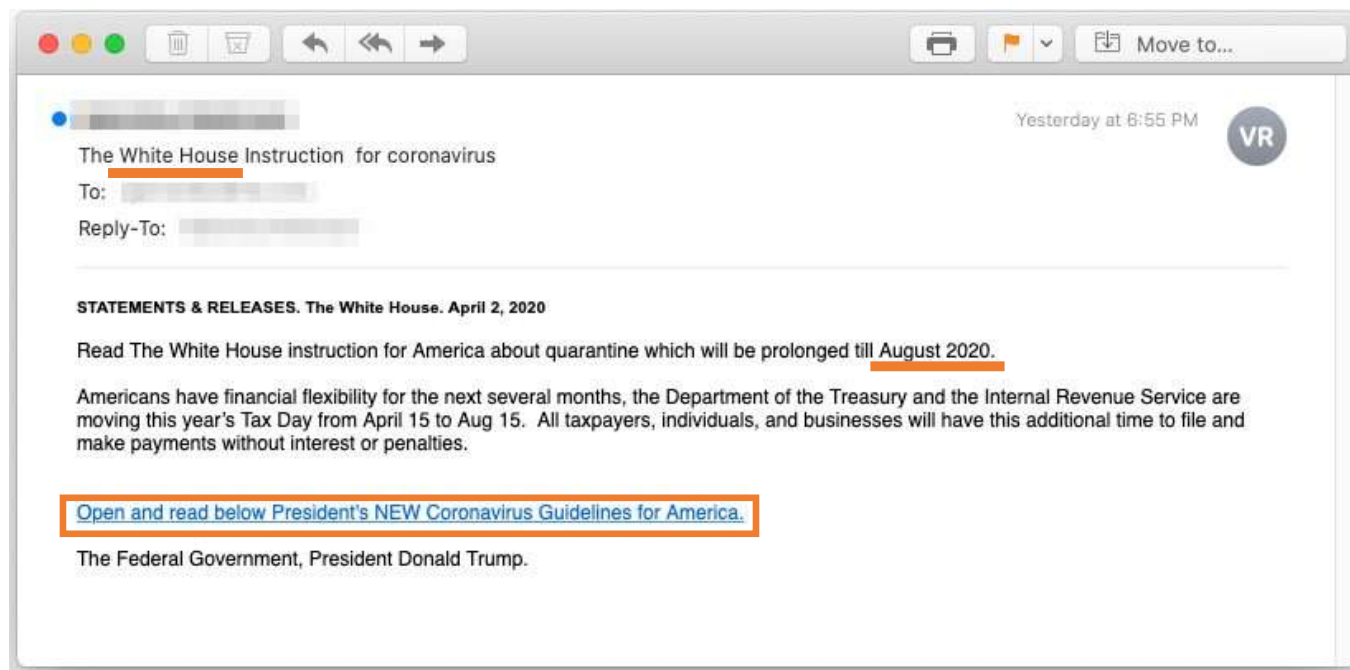 Move to...
Yesterday at 6:55 PM
VR
The White House Instruction for coronavirus
To:
Reply-To:
STATEMENTS & RELEASES. The White House. April 2, 2020
Read The White House instruction for America about quarantine which will be prolonged till August 2020.
Americans have financial flexibility for the next several months, the Department of the Treasury and the Internal Revenue Service are
moving this year's Tax Day from April 15 to Aug 15. All taxpayers, individuals, and businesses will have this additional time to file and
make payments without interest or penalties.
Open and read below President's NEW Coronavirus Guidelines for America.
The Federal Government, President Donald Trump.